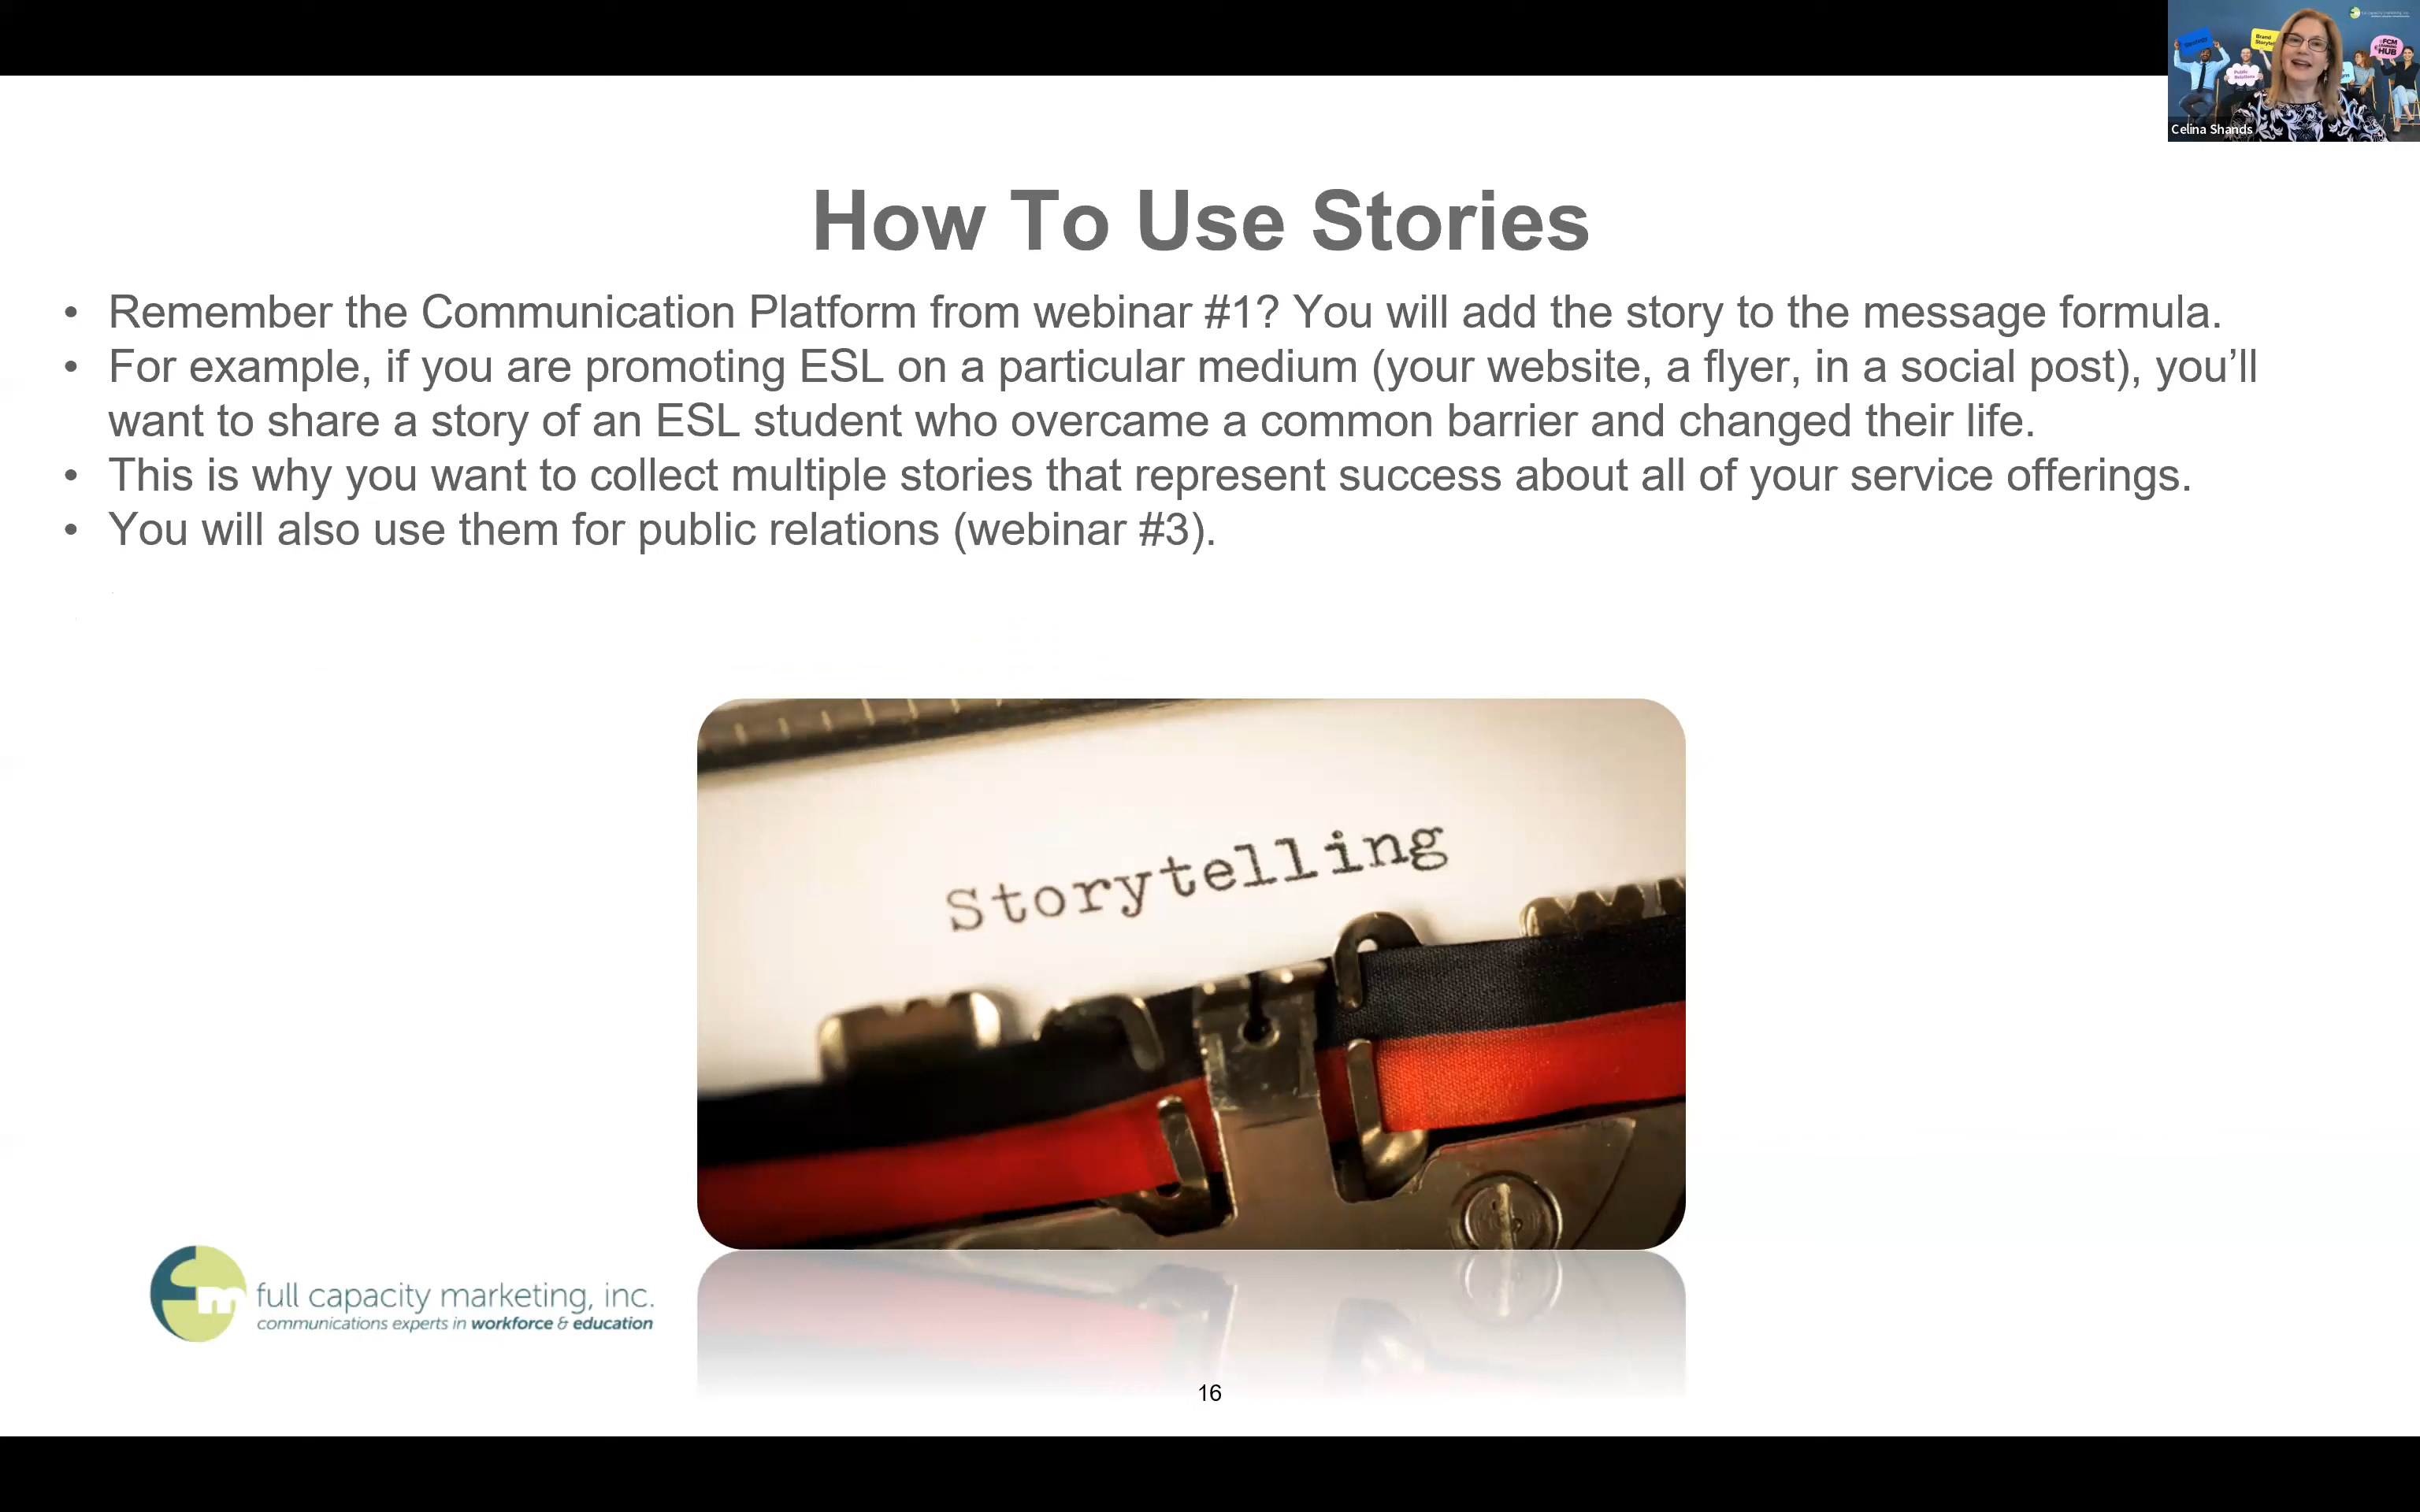 Brand
Public
Relations
FCM
HUB
Celina Shands
How To Use Stories
• Remember the Communication Platform from webinar #1? You will add the story to the message formula.
• For example, if you are promoting ESL on a particular medium (your website, a flyer, in a social post), you’ll
want to share a story of an ESL student who overcame a common barrier and changed their life.
• This is why you want to collect multiple stories that represent success about all of your service offerings.
• You will also use them for public relations (webinar #3).
Storytelling
full capacity marketing, inc.
communications experts in workforce & education
16